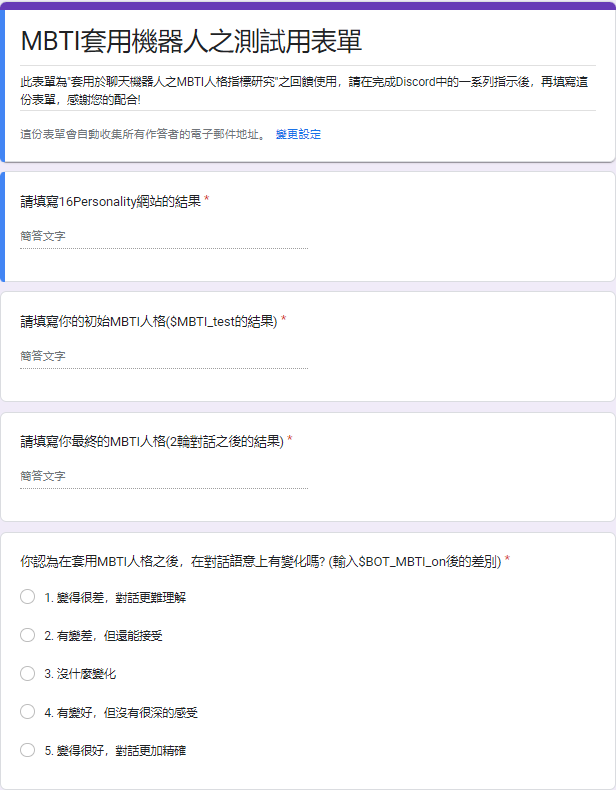 MBTI套用機器人之測試用表單
此表單為"套用於聊天機器人之MBTI人格指標研究"之回饋使用，請在完成Discord中的一系列指示後，再填寫這
份表單，感謝您的配合!
這份表單會自動收集所有作答者的電子郵件地址。 變更設定
請填寫16Personality網站的結果 *
簡答文字
請填寫你的初始MBTI人格($MBTI_test的結果) *
簡答文字
請填寫你最終的MBTI人格(2輪對話之後的結果) *
簡答文字
你認為在套用MBTI人格之後，在對話語意上有變化嗎? (輸入$BOT_MBTI_on後的差別) *
1. 變得很差，對話更難理解
2. 有變差，但還能接受
3. 沒什麼變化
4. 有變好，但沒有很深的感受
5. 變得很好，對話更加精確